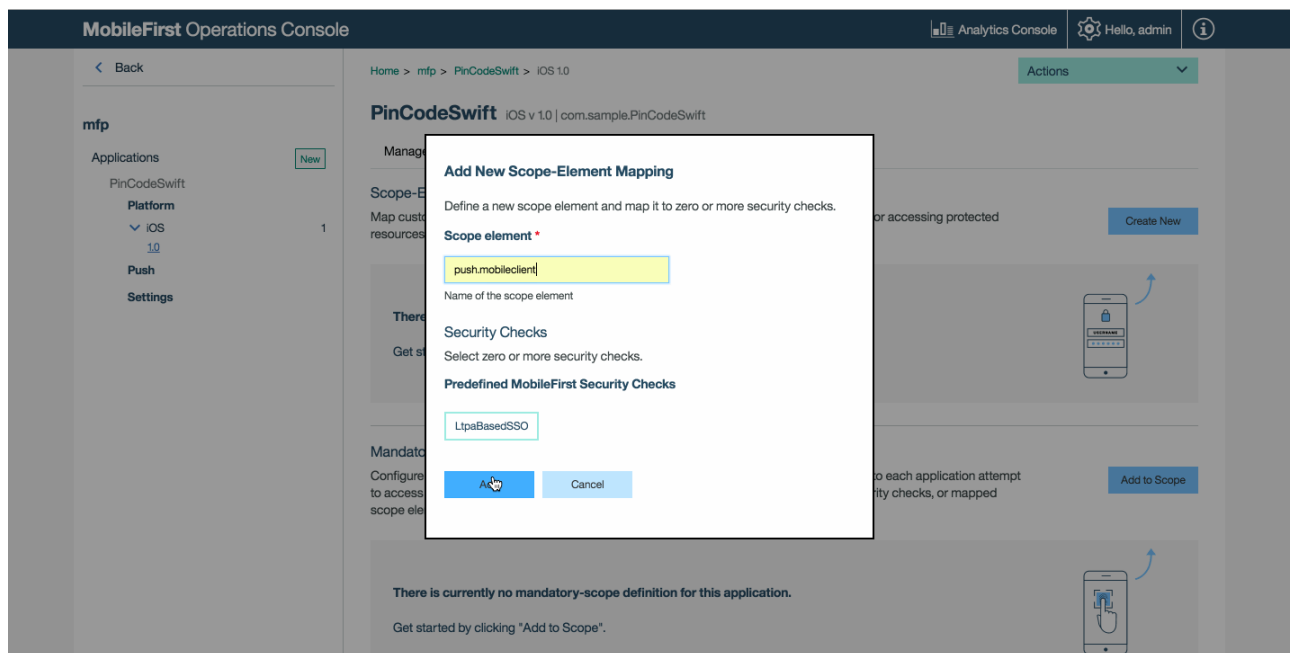 MobileFirst Operations Console
Analytics Console
Hello, admin
Back
mfp
Applications
New
PinCodeSwift
Platform
iOS
1
1.0
Push
Settings
Home > mfp > PinCodeSwift > iOS 1.0
Actions
PinCodeSwift iOS v 1.0 | com.sample.PinCodeSwift
Scope-E
or accessing protected
resources
Create New
There
Get st
USERNAME
Add New Scope-Element Mapping
Define a new scope element and map it to zero or more security checks.
Scope element *
push.mobileclient
Name of the scope element
Security Checks
Select zero or more security checks.
Predefined MobileFirst Security Checks
LtpaBasedSSO
Cancel
Mandato
Configure
to each application attempt
to access
rity checks, or mapped
scope ele
Add to Scope
There is currently no mandatory-scope definition for this application.
Get started by clicking "Add to Scope".